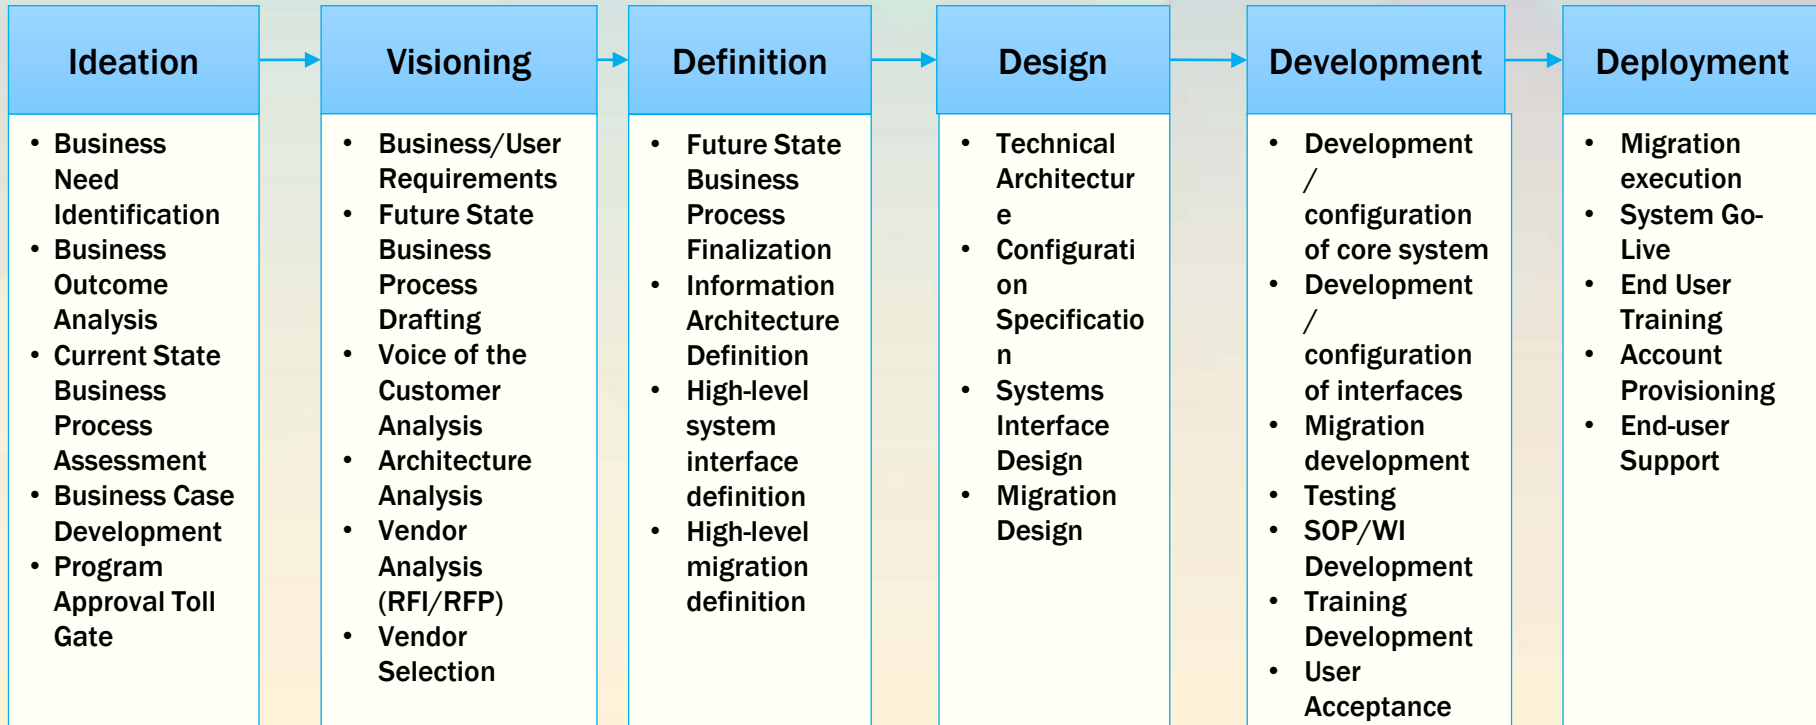 Ideation
• Business
Need
Identification
• Business
Outcome
Analysis
• Current State
Business
Process
Assessment
• Business Case
Development
• Program
Approval Toll
Gate
Visioning
• Business/User
Requirements
• Future State
Business
Process
Drafting
• Voice of the
Customer
Analysis
• Architecture
Analysis
• Vendor
Analysis
(RFI/RFP)
• Vendor
Selection
Definition
• Future State
Business
Process
Finalization
• Information
Architecture
Definition
• High-level
system
interface
definition
• High-level
migration
definition
Design
• Technical
Architectur
e
• Configurati
on
Specificatio
n
• Systems
Interface
Design
• Migration
Design
Development
• Development
/
configuration
of core system
• Development
/
configuration
of interfaces
• Migration
development
• Testing
• SOP/WI
Development
• Training
Development
• User
Acceptance
Deployment
• Migration
execution
• System Go-
Live
• End User
Training
• Account
Provisioning
• End-user
Support